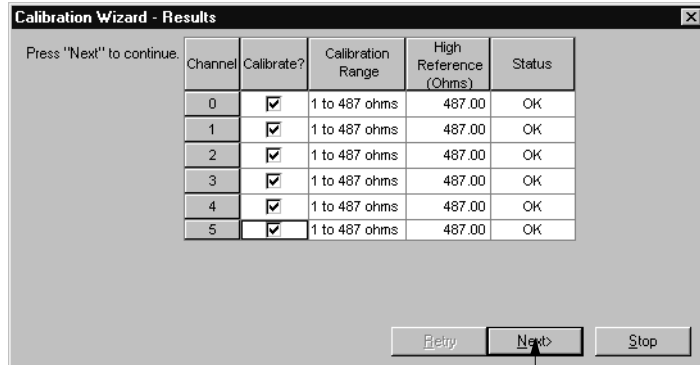 Calibration Wizard - Results
Press "Next" to continue.
Channel Calibrate? Calibration Range High Reference (Ohms) Status
0 1 to 487 ohms 487.00 OK
1 1 to 487 ohms 487.00 OK
2 1 to 487 ohms 487.00 OK
3 1 to 487 ohms 487.00 OK
4 1 to 487 ohms 487.00 OK
5 1 to 487 ohms 487.00 OK
Retry Next> Stop